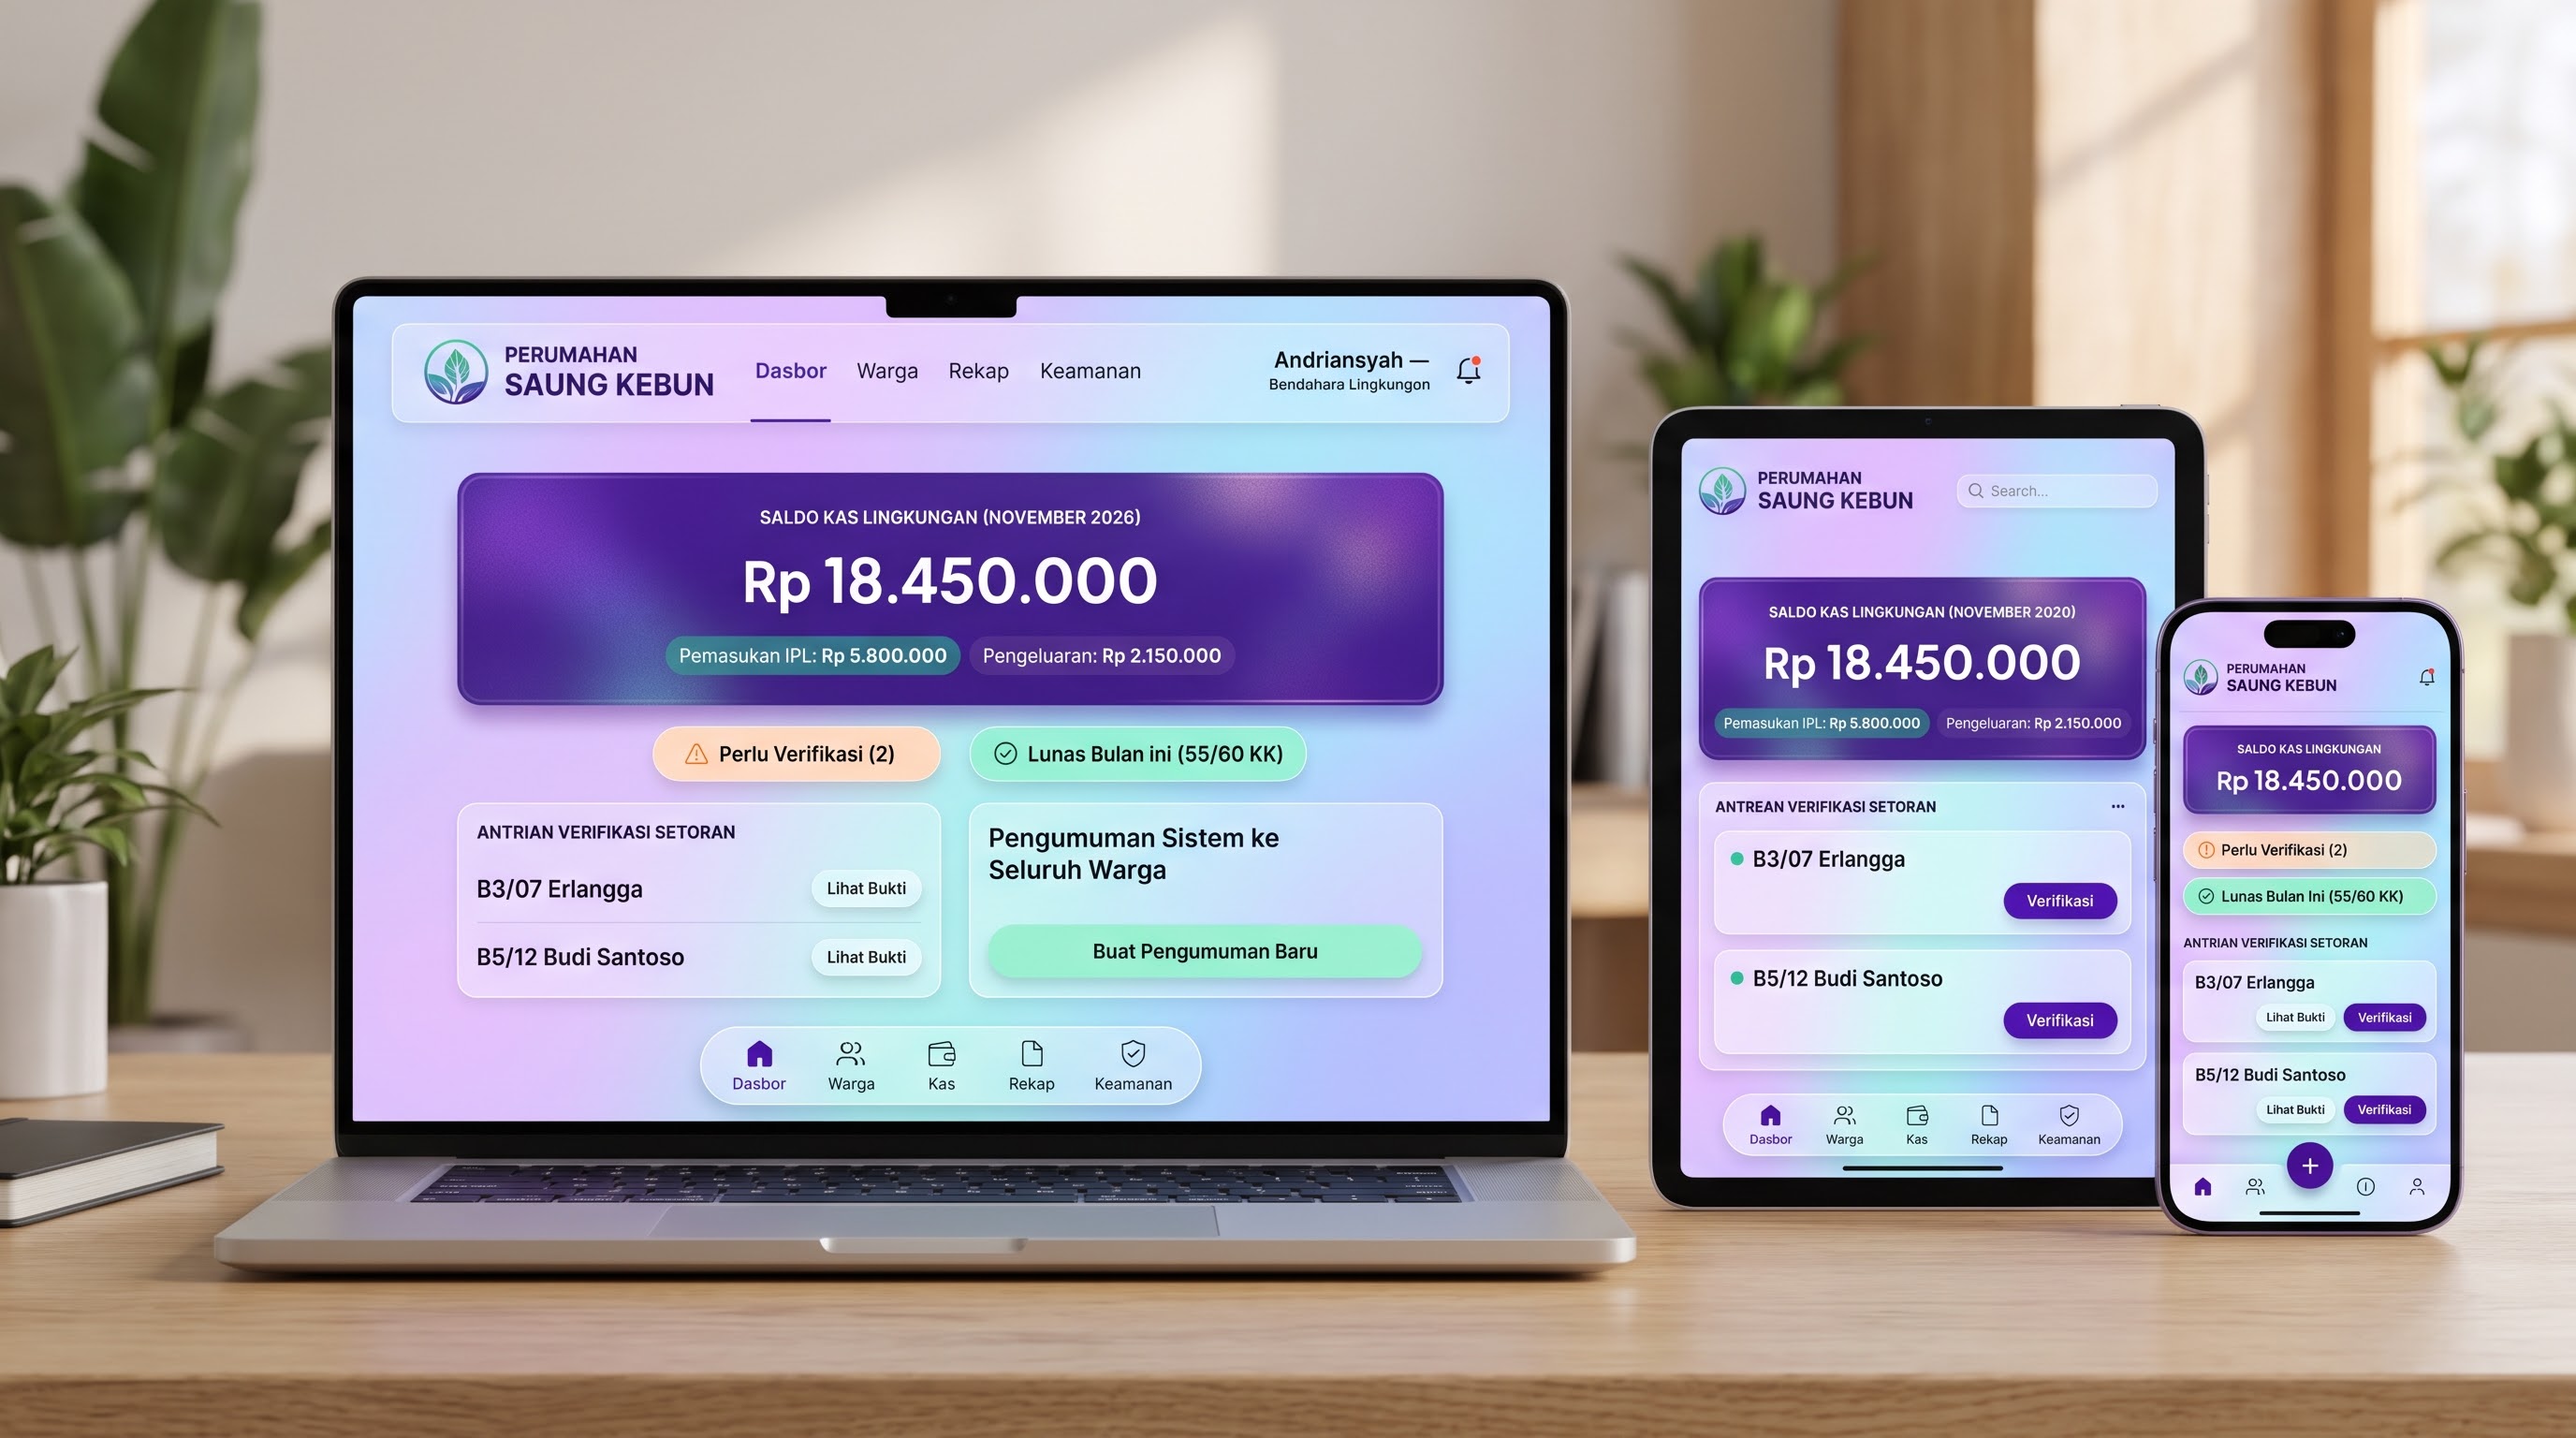 PERUMAHAN
SAUNG KEBUN
Dasbor Warga Rekap Keamanan
Andriansyah —
Bendahara Lingkungon
SALDO KAS LINGKUNGAN (NOVEMBER 2026)
Rp 18.450.000
Pemasukan IPL: Rp 5.800.000
Pengeluaran: Rp 2.150.000
Perlu Verifikasi (2)
Lunas Bulan ini (55/60 KK)
ANTRIAN VERIFIKASI SETORAN
B3/07 Erlangga
Lihat Bukti
B5/12 Budi Santoso
Lihat Bukti
Pengumuman Sistem ke
Seluruh Warga
Buat Pengumuman Baru
Dasbor Warga Kas Rekap Keamanan
PERUMAHAN
SAUNG KEBUN
Search...
SALDO KAS LINGKUNGAN (NOVEMBER 2020)
Rp 18.450.000
Pemasukan IPL: Rp 5.800.000
Pengeluaran: Rp 2.150.000
ANTREAN VERIFIKASI SETORAN
B3/07 Erlangga
Verifikasi
B5/12 Budi Santoso
Verifikasi
Dasbor Warga Kas Rekap Keamanan
PERUMAHAN
SAUNG KEBUN
SALDO KAS LINGKUNGAN
Rp 18.450.000
Perlu Verifikasi (2)
Lunas Bulan Ini (55/60 KK)
ANTRIAN VERIFIKASI SETORAN
B3/07 Erlangga
Lihat Bukti Verifikasi
B5/12 Budi Santoso
Lihat Bukti Verifikasi